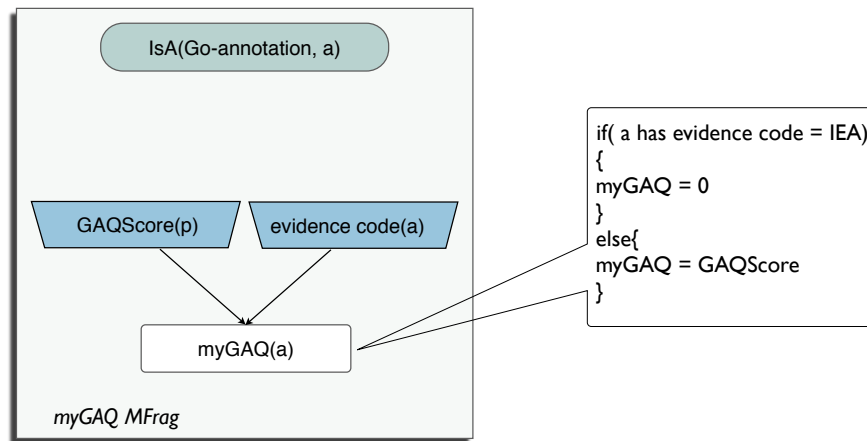 IsA(Go-annotation, a)
GAQScore(p)
evidence code(a)
myGAQ(a)
myGAQ MFrag
if( a has evidence code = IEA)
{
myGAQ = 0
}
else{
myGAQ = GAQScore
}